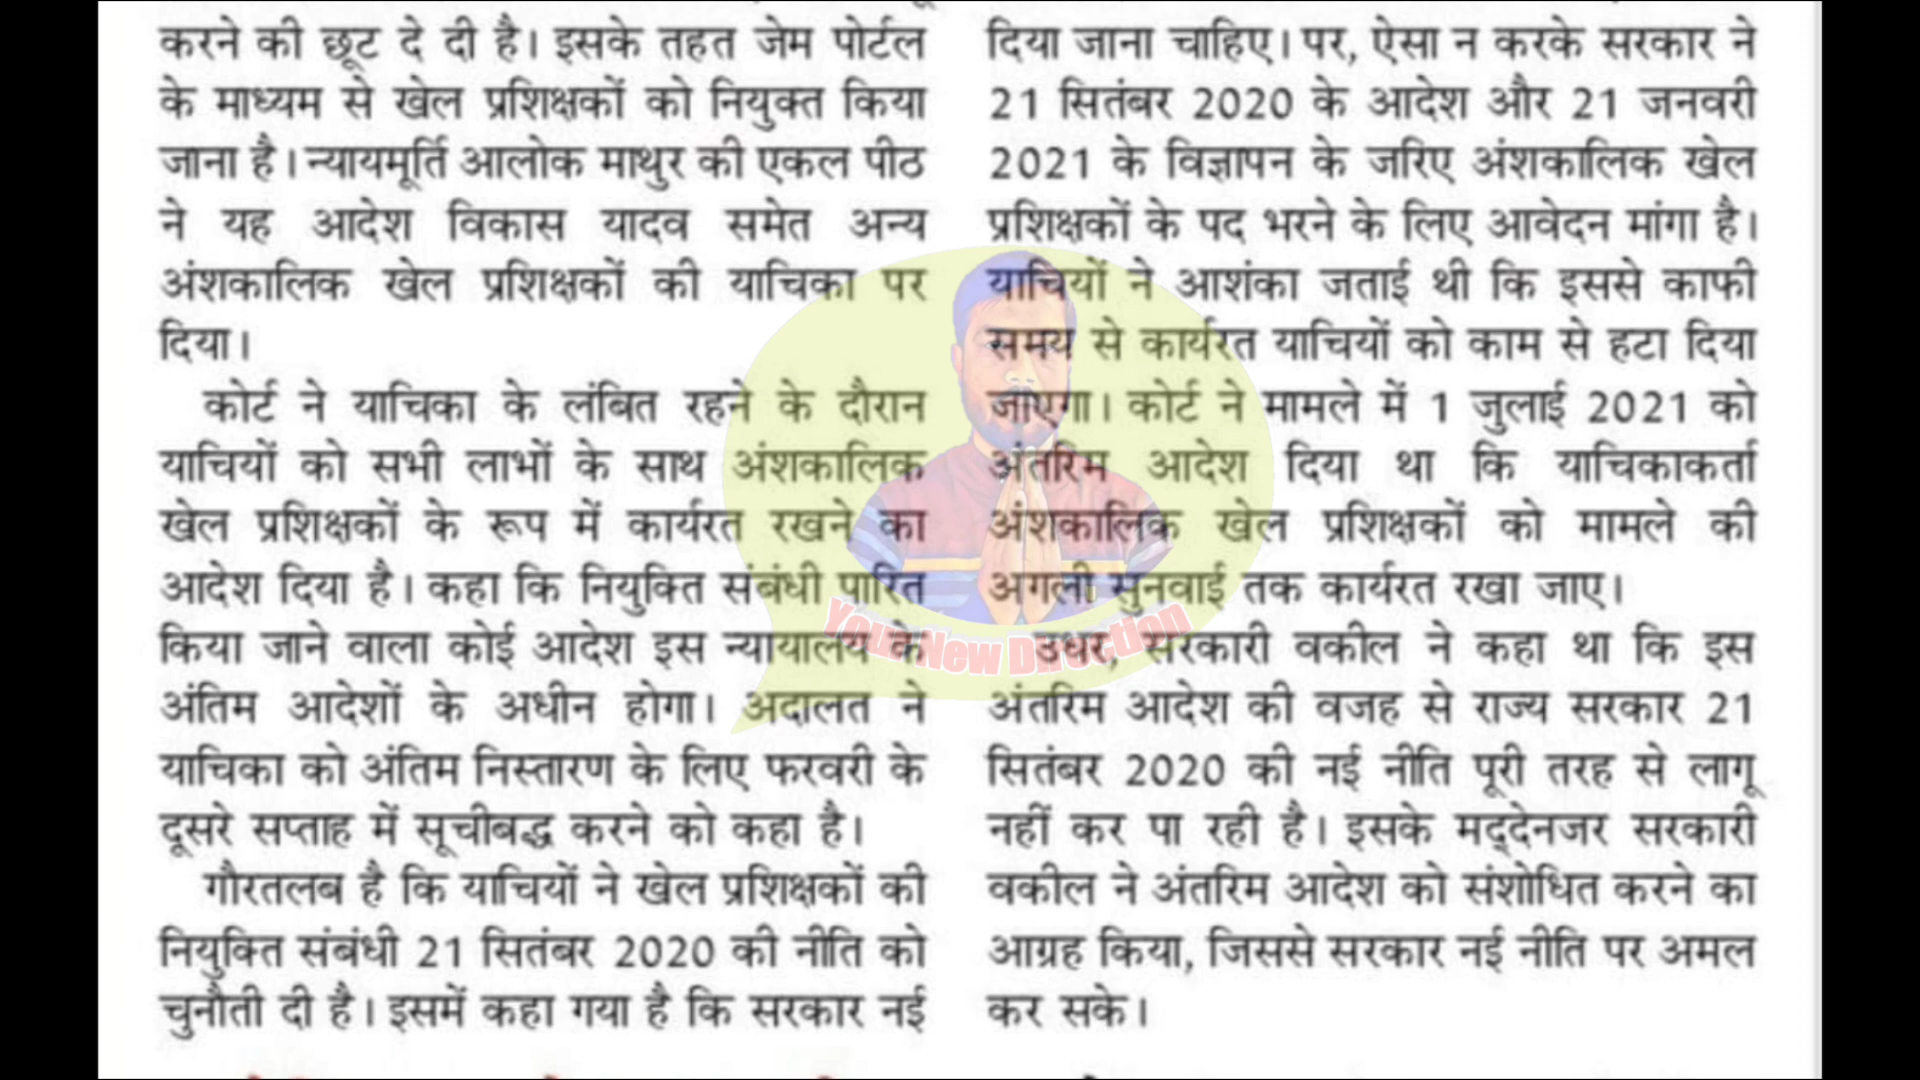 करने की छूट दे दी है। इसके तहत जेम पोर्टल
के माध्यम से खेल प्रशिक्षकों को नियुक्त किया
जाना है। न्यायमूर्ति आलोक माथुर की एकल पीठ
ने यह आदेश विकास यादव समेत अन्य
अंशकालिक खेल प्रशिक्षकों की याचिका पर
दिया।
कोर्ट ने याचिका के लंबित रहने के दौरान
याचियों को सभी लाभों के साथ अंशकालिक
खेल प्रशिक्षकों के रूप में कार्यरत रखने का
आदेश दिया है। कहा कि नियुक्ति संबंधी पारित
किया जाने वाला कोई आदेश इस न्यायालय के
अंतिम आदेशों के अधीन होगा। अदालत ने
याचिका को अंतिम निस्तारण के लिए फरवरी के
दूसरे सप्ताह में सूचीबद्ध करने को कहा है।
गौरतलब है कि याचियों ने खेल प्रशिक्षकों की
नियुक्ति संबंधी 21 सितंबर 2020 की नीति को
चुनौती दी है। इसमें कहा गया है कि सरकार नई
दिया जाना चाहिए। पर, ऐसा न करके सरकार ने
21 सितंबर 2020 के आदेश और 21 जनवरी
2021 के विज्ञापन के जरिए अंशकालिक खेल
प्रशिक्षकों के पद भरने के लिए आवेदन मांगा है।
याचियों ने आशंका जताई थी कि इससे काफी
समय से कार्यरत याचियों को काम से हटा दिया
जाएगा। कोर्ट ने मामले में 1 जुलाई 2021 को
अंतरिम आदेश दिया था कि याचिकाकर्ता
अंशकालिक खेल प्रशिक्षकों को मामले की
अगली सुनवाई तक कार्यरत रखा जाए।
उधर, सरकारी वकील ने कहा था कि इस
अंतरिम आदेश की वजह से राज्य सरकार 21
सितंबर 2020 की नई नीति पूरी तरह से लागू
नहीं कर पा रही है। इसके मद्देनजर सरकारी
वकील ने अंतरिम आदेश को संशोधित करने का
आग्रह किया, जिससे सरकार नई नीति पर अमल
कर सके।
Your New Direction